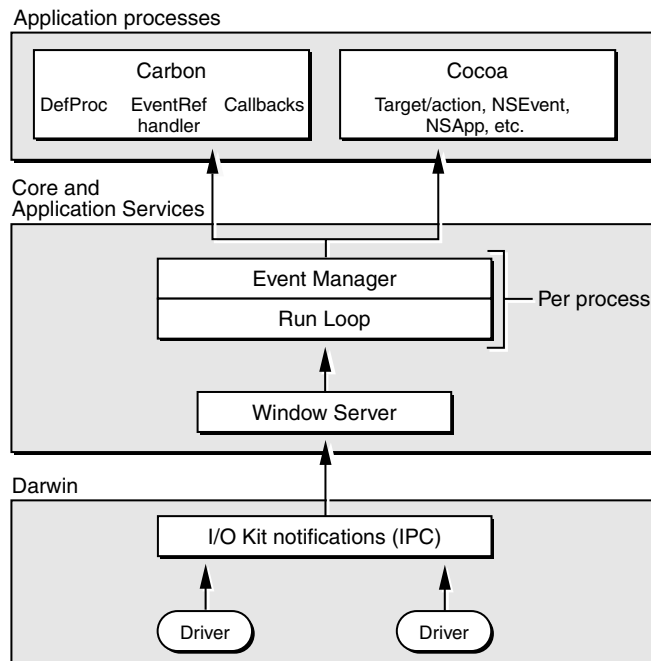 Application processes
Carbon
DefProc EventRef Callbacks
handler
Cocoa
Target/action, NSEvent,
NSApp, etc.
Core and
Application Services
Event Manager
Run Loop
Per process
Window Server
Darwin
I/O Kit notifications (IPC)
Driver
Driver